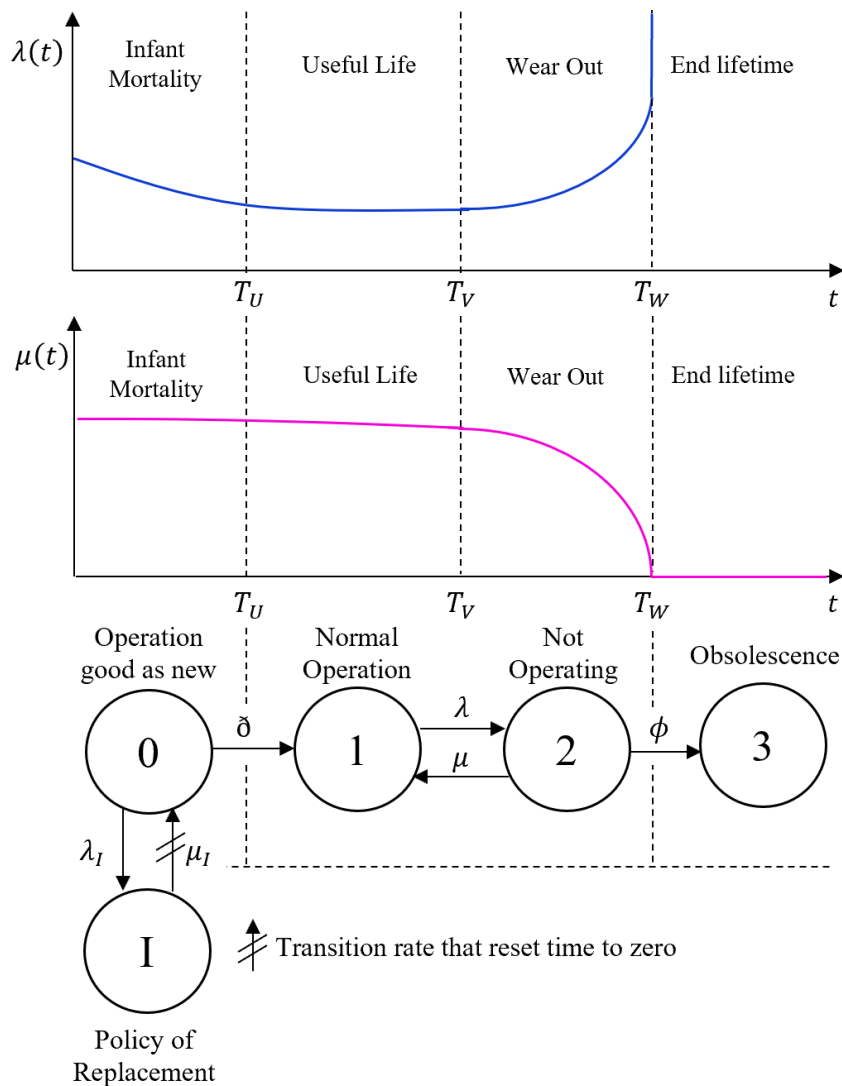 λ(t)
Infant
Mortality
Useful Life
Wear Out
End lifetime
T_U
T_V
T_W
t
μ(t)
Infant
Mortality
Useful Life
Wear Out
End lifetime
T_U
T_V
T_W
t
Operation
good as new
Normal
Operation
Not
Operating
Obsolescence
0
ð
1
λ
μ
2
ϕ
3
λ_I
μ_I
I
Transition rate that reset time to zero
Policy of
Replacement